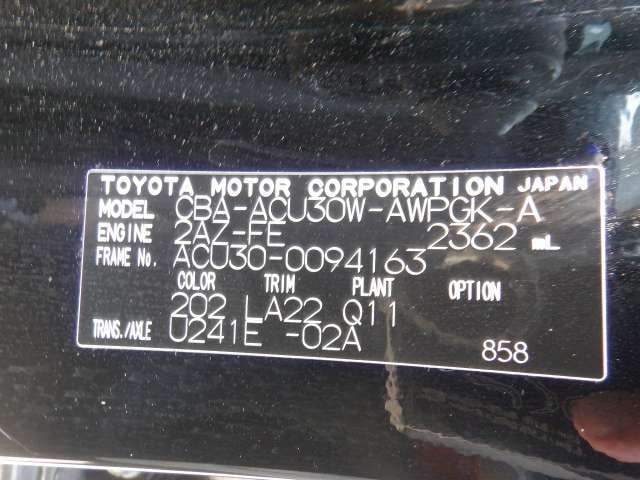 TOYOTA MOTOR CORPORATION JAPAN
MODEL CBA-ACU30W-AWPGK-A
ENGINE 2AZ-FE 2362 mL
FRAME No. ACU30-0094163
COLOR TRIM PLANT OPTION
202 LA22 Q11
TRANS./AXLE U241E -02A
858